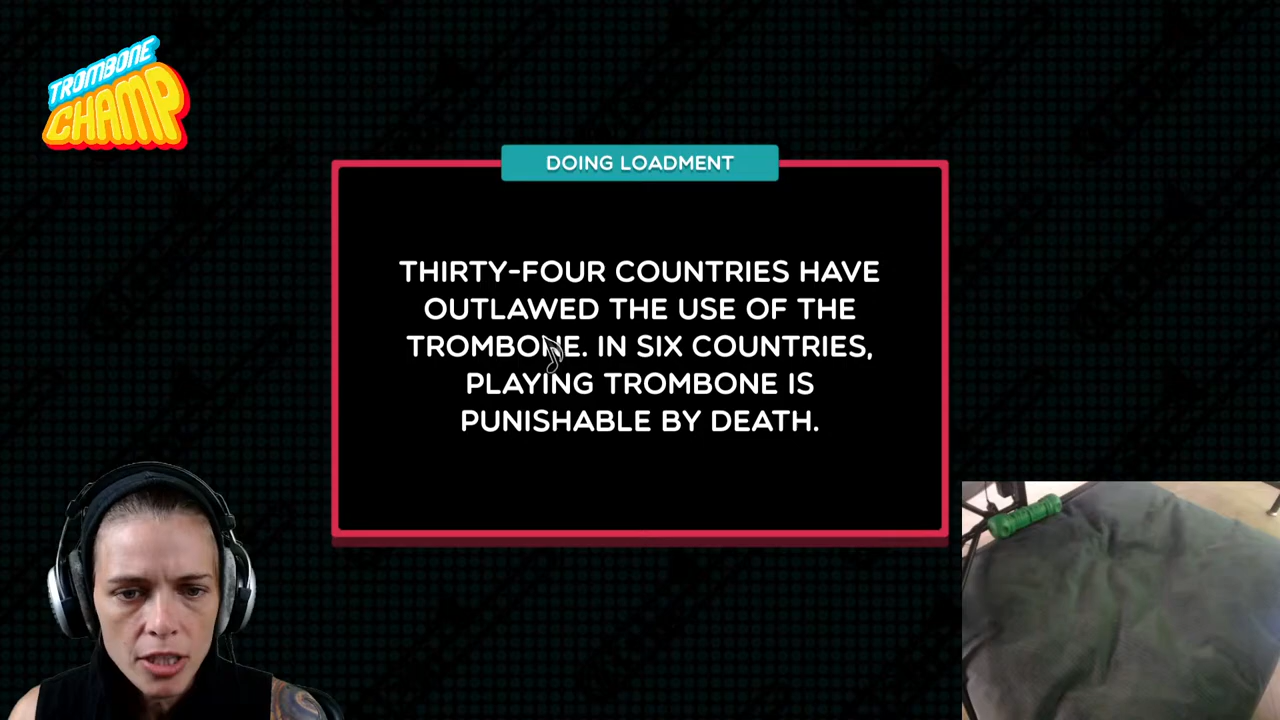 TROMBONE
CHAMP
DOING LOADMENT
THIRTY-FOUR COUNTRIES HAVE
OUTLAWED THE USE OF THE
TROMBONE. IN SIX COUNTRIES,
PLAYING TROMBONE IS
PUNISHABLE BY DEATH.